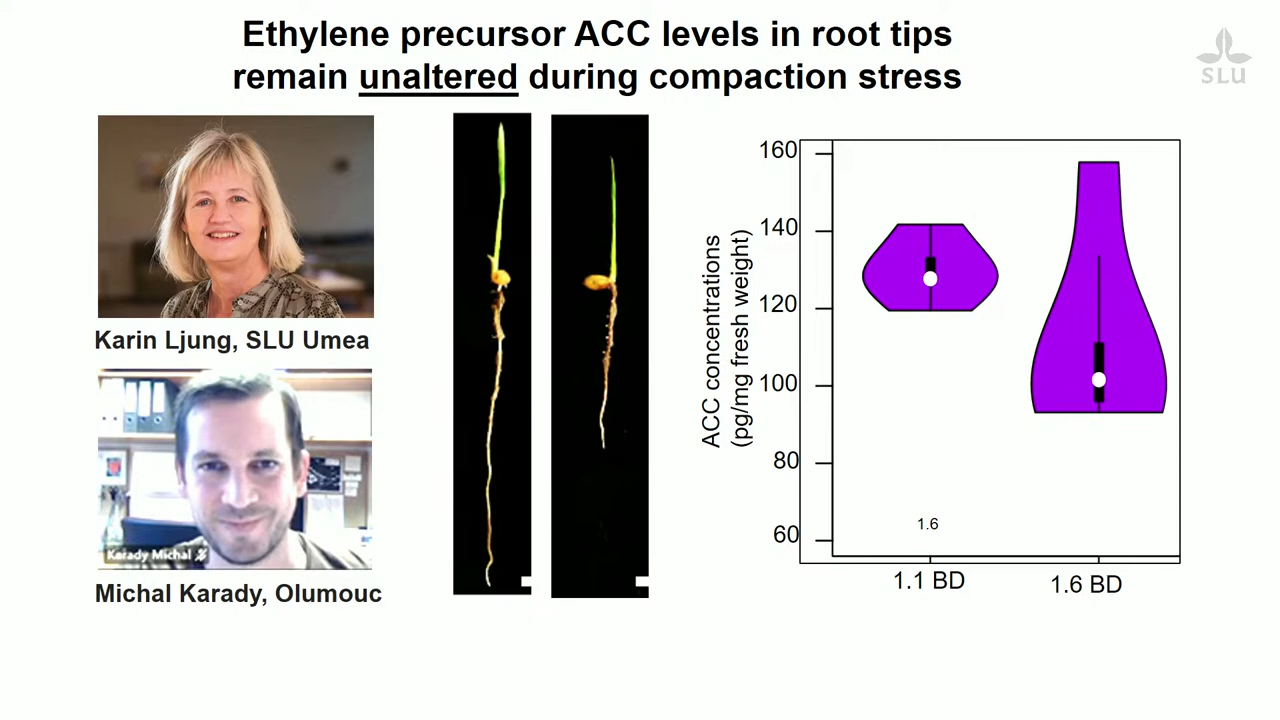 Ethylene precursor ACC levels in root tips
remain unaltered during compaction stress
SLU
Karin Ljung, SLU Umea
Karady Michal
Michal Karady, Olumouc
ACC concentrations
(pg/mg fresh weight)
160
140
120
100
80
60
1.6
1.1 BD
1.6 BD